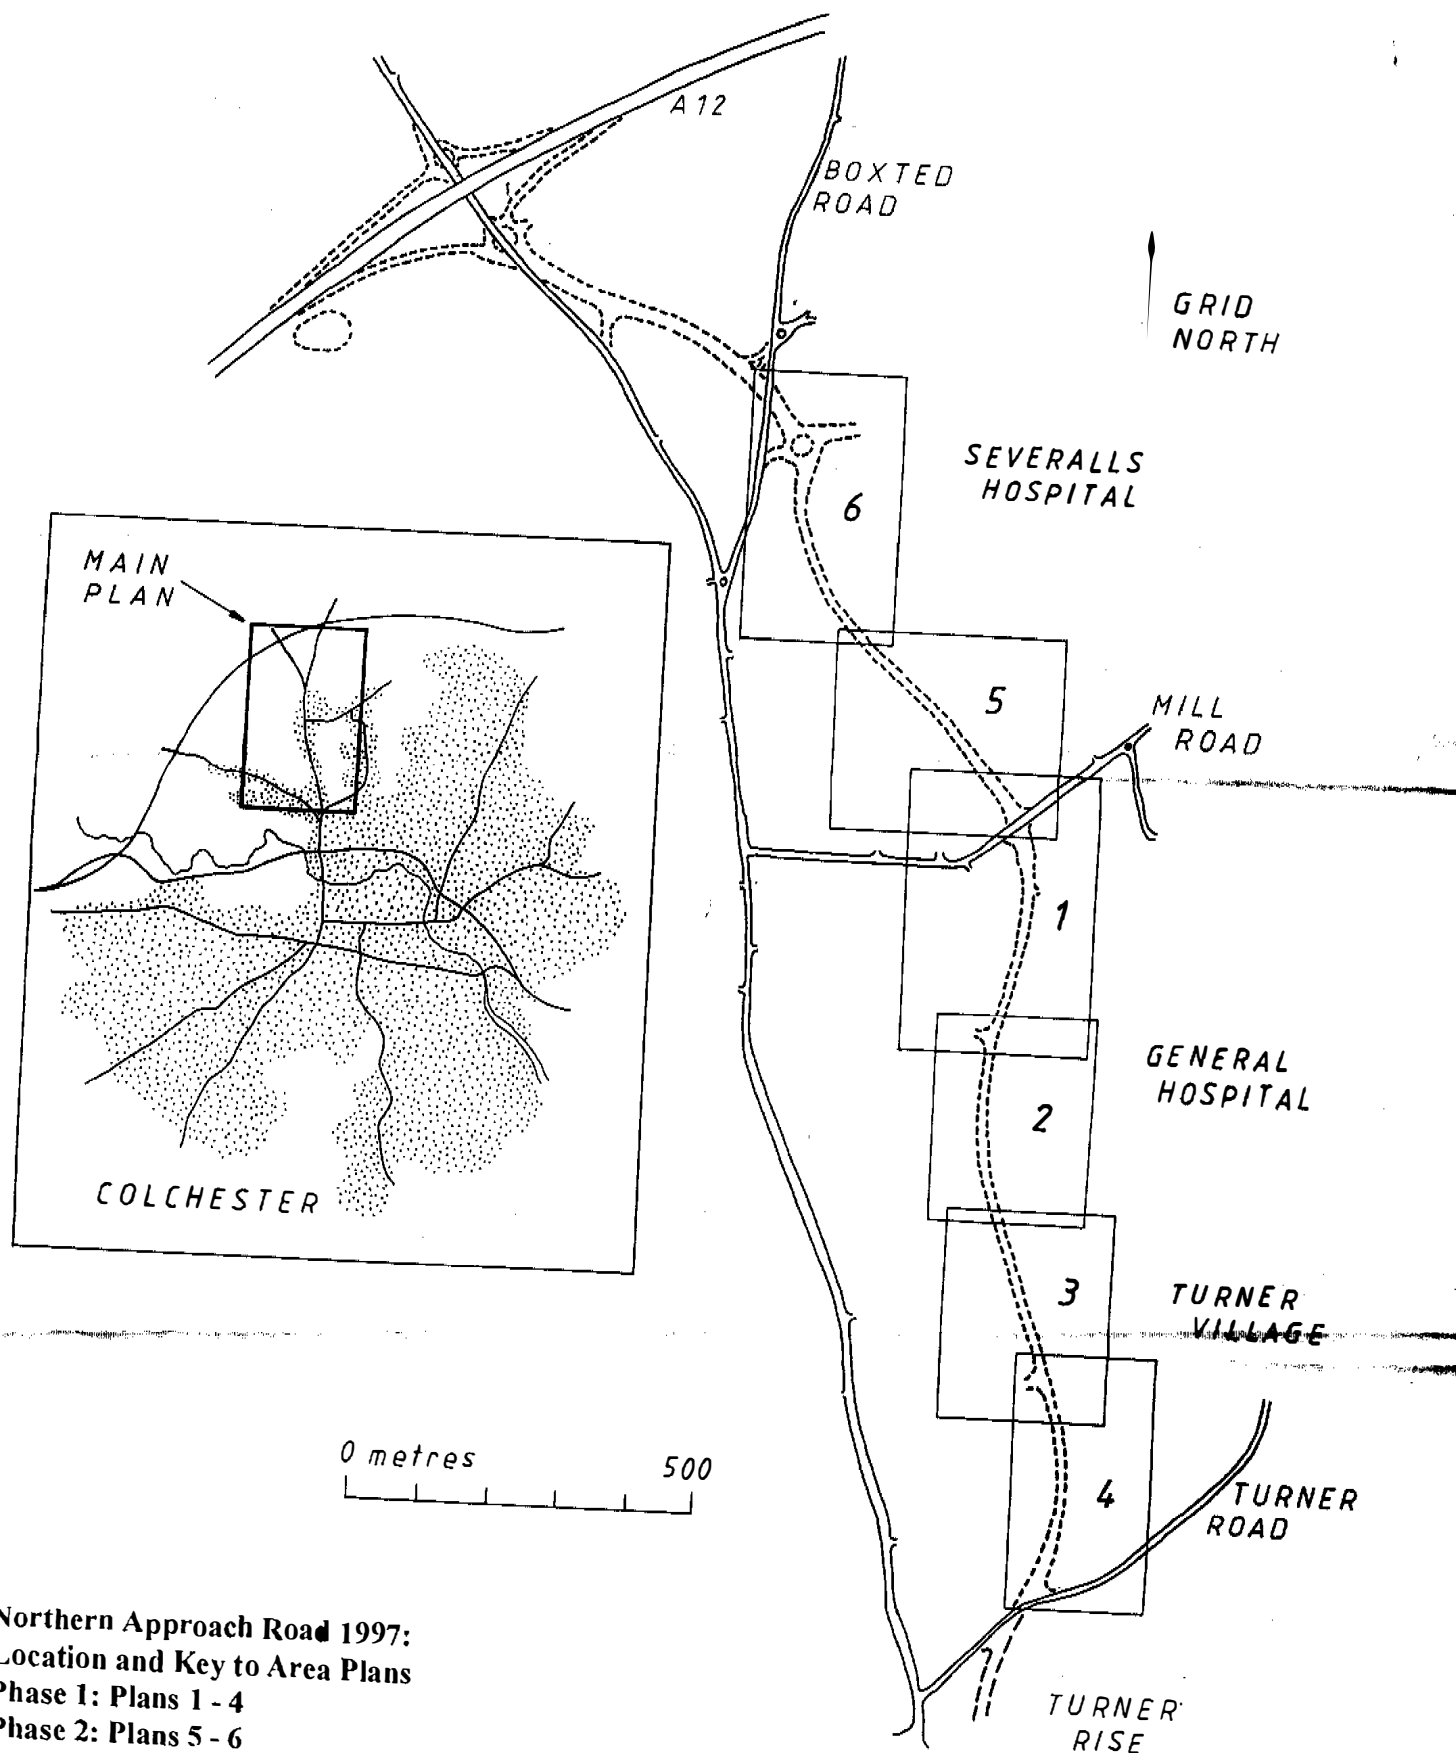 A12
BOXTED
ROAD
GRID
NORTH
SEVERALLS
HOSPITAL
6
MAIN
PLAN
5
MILL
ROAD
1
GENERAL
HOSPITAL
2
COLCHESTER
3
TURNER
VILLAGE
0 metres 500
4
TURNER
ROAD
Northern Approach Road 1997:
Location and Key to Area Plans
Phase 1: Plans 1 - 4
Phase 2: Plans 5 - 6
TURNER
RISE